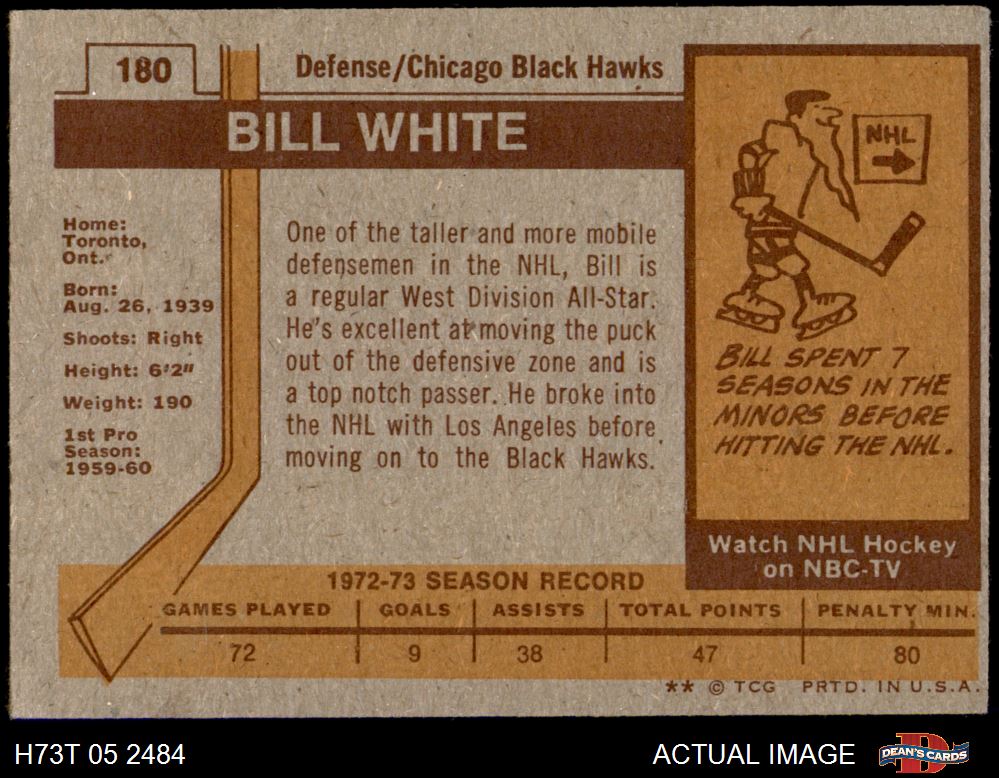 180
Defense/Chicago Black Hawks
BILL WHITE
Home:
Toronto,
Ont.
Born:
Aug. 26, 1939
Shoots: Right
Height: 6'2"
Weight: 190
1st Pro
Season:
1959-60
One of the taller and more mobile
defensemen in the NHL, Bill is
a regular West Division All-Star.
He's excellent at moving the puck
out of the defensive zone and is
a top notch passer. He broke into
the NHL with Los Angeles before
moving on to the Black Hawks.
NHL
BILL SPENT 7
SEASONS IN THE
MINORS BEFORE
HITTING THE NHL.
Watch NHL Hockey
on NBC-TV
1972-73 SEASON RECORD
GAMES PLAYED GOALS ASSISTS TOTAL POINTS PENALTY MIN.
72 9 38 47 80
** © TCG PRTD. IN U.S.A.
H73T 05 2484 ACTUAL IMAGE DEAN'S CARDS